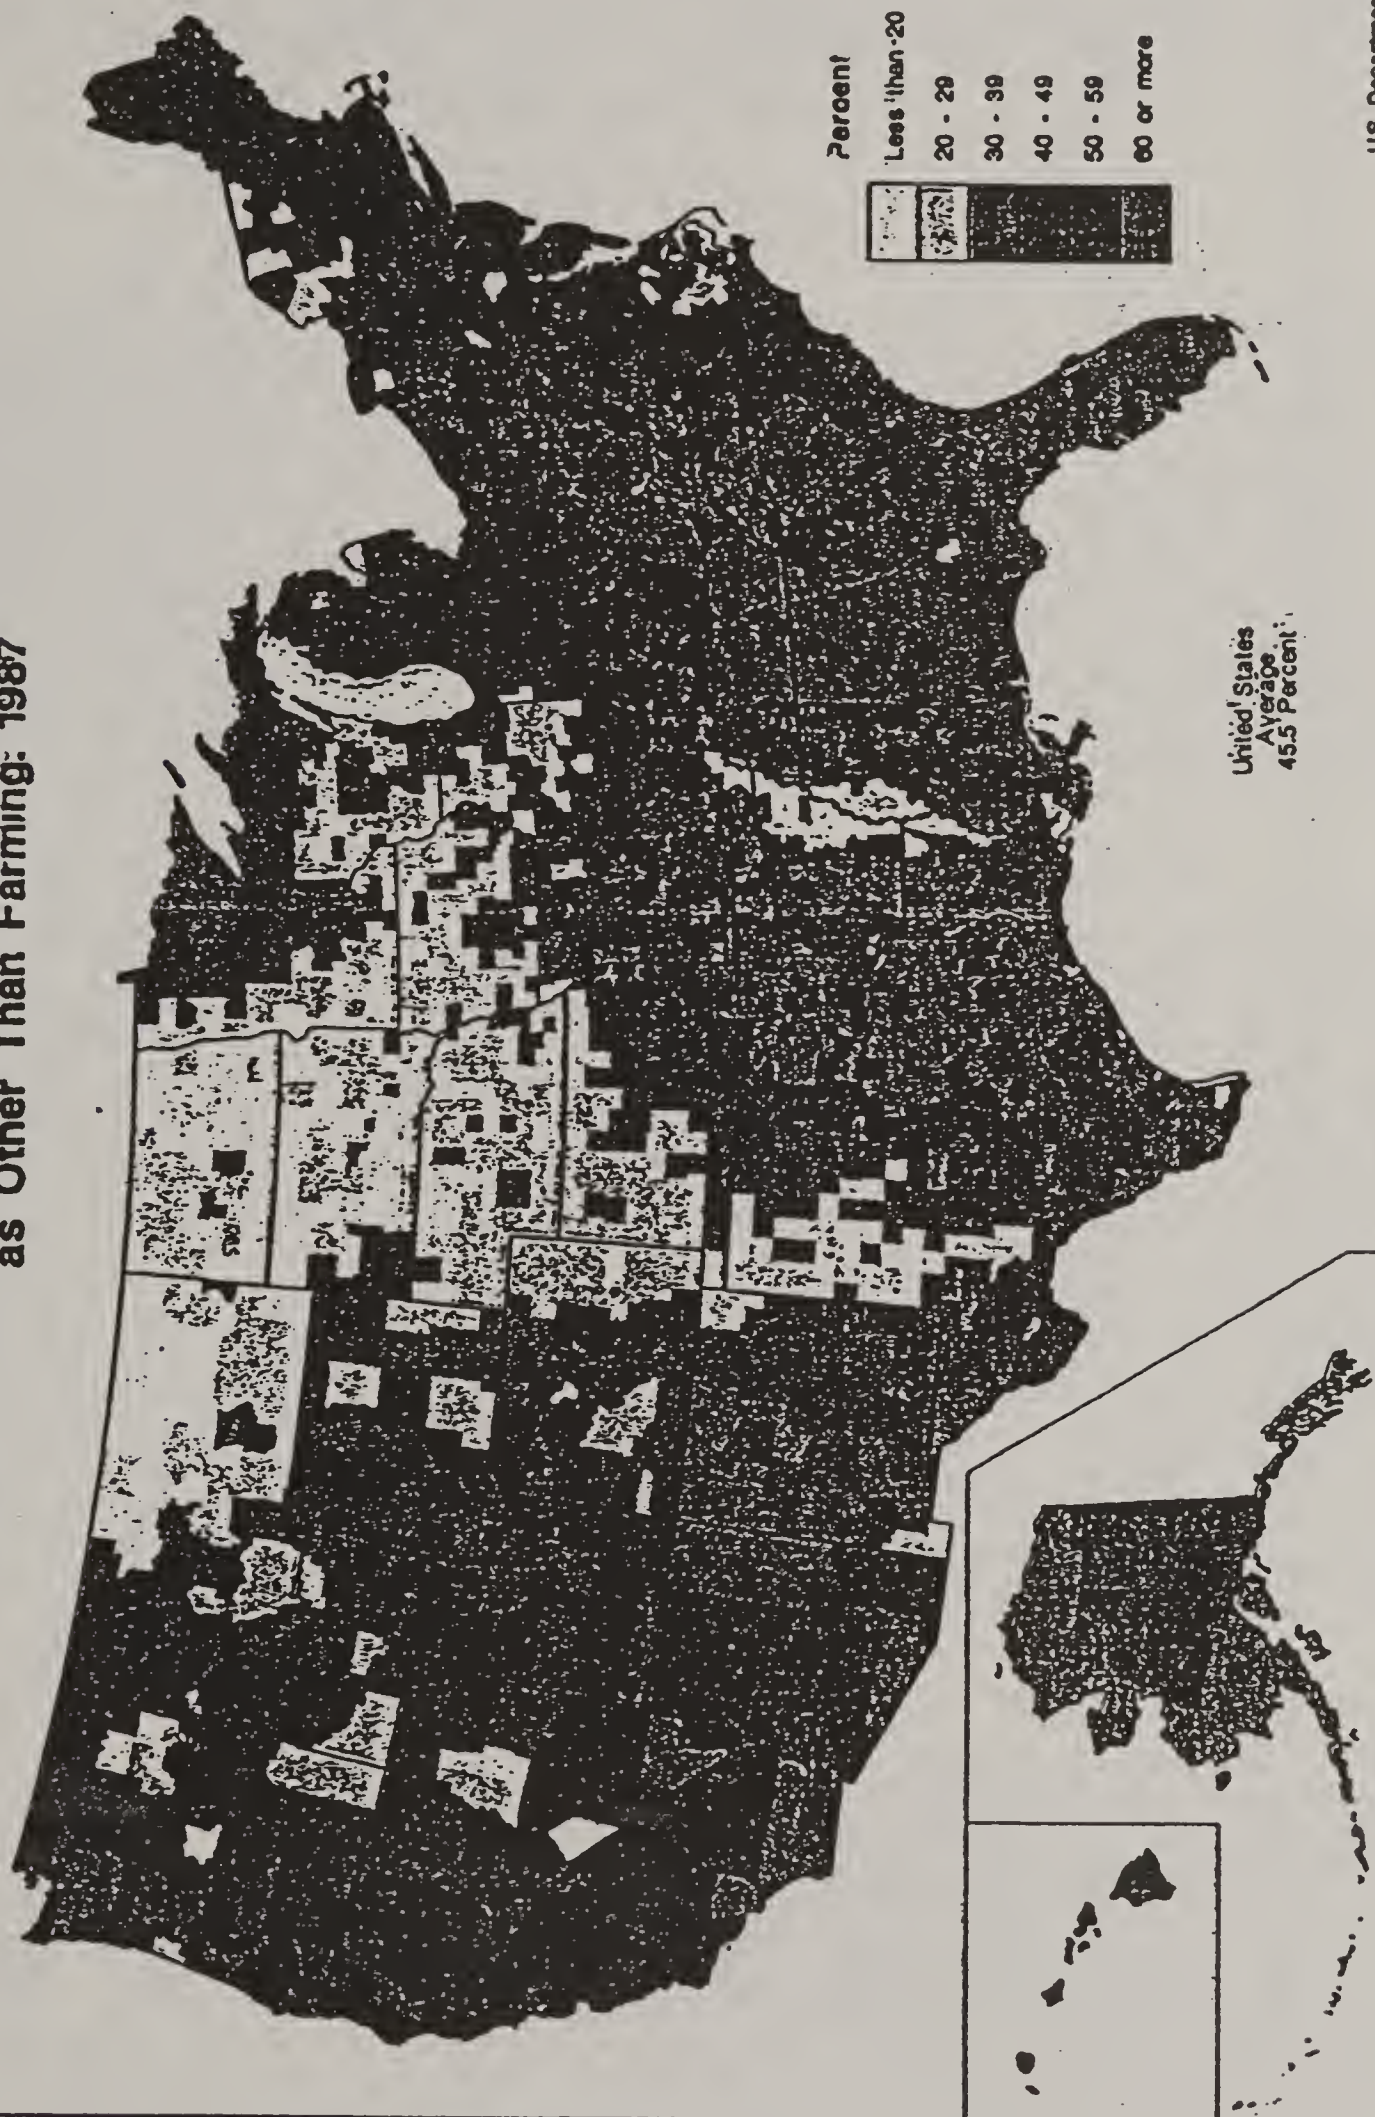 as Other Than Farming: 1987
Percent
Less than 20
20 - 29
30 - 39
40 - 49
50 - 59
60 or more
United States
Average
45.5 Percent